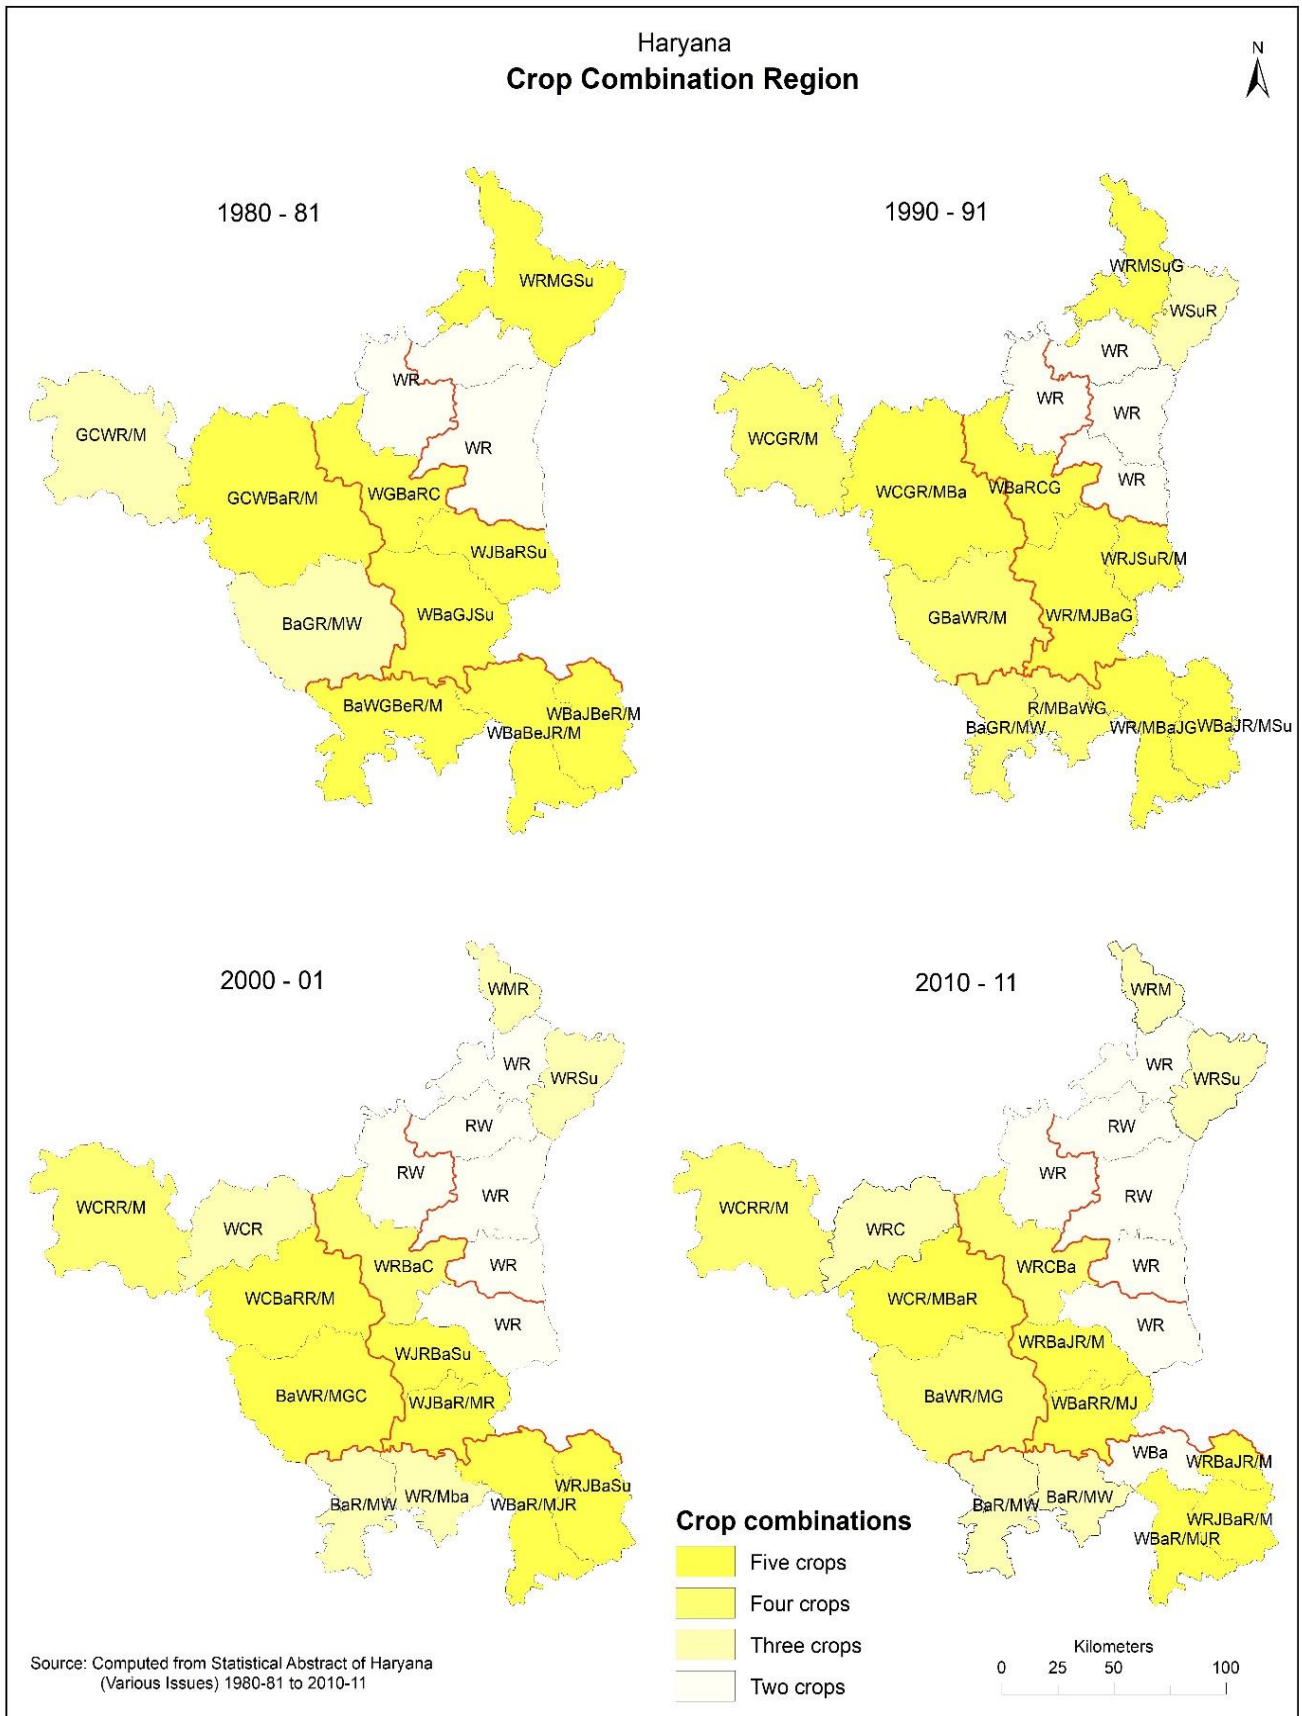 Haryana
Crop Combination Region
N
1980 - 81
WRMGSu
WR
GCWR/M
WR
GCWBaR/M
WGBaRC
WJBaRSu
WBaGJSu
BaGR/MW
BaWGBeR/M
WBaJBeR/M
WBaBeJR/M
1990 - 91
WRMSuG
WSuR
WR
WR
WR
WCGR/M
WR
WCGR/MBa
WBaRCG
WRJSuR/M
GBaWR/M
WR/MJBaG
R/MBaWG
BaGR/MW
WR/MBaJG
WBaJR/MSu
2000 - 01
WMR
WR
WRSu
RW
RW
WR
WCRR/M
WCR
WRBaC
WR
WCBaRR/M
WR
WJRBaSu
BaWR/MGC
WJBaR/MR
WRJBaSu
BaR/MW
WR/Mba
WBaR/MJR
2010 - 11
WRM
WR
WRSu
RW
WR
RW
WCRR/M
WRC
WRCBa
WR
WCR/MBaR
WR
WRBaJR/M
BaWR/MG
WBaRR/MJ
WBa
WRBaJR/M
BaR/MW
BaR/MW
WRJBaR/M
WBaR/MJR
Crop combinations
Five crops
Four crops
Three crops
Two crops
Kilometers
0 25 50 100
Source: Computed from Statistical Abstract of Haryana
(Various Issues) 1980-81 to 2010-11